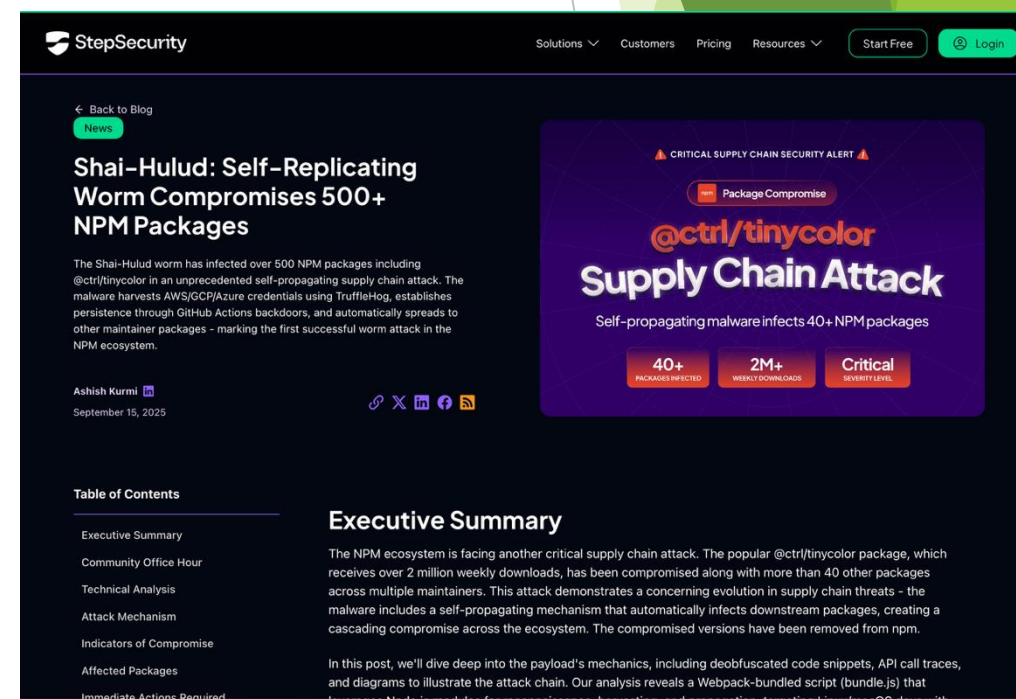 StepSecurity
Solutions Customers Pricing Resources Start Free Login
← Back to Blog
News
Shai-Hulud: Self-Replicating
Worm Compromises 500+
NPM Packages
The Shai-Hulud worm has infected over 500 NPM packages including
@ctrl/tinycolor in an unprecedented self-propagating supply chain attack. The
malware harvests AWS/GCP/Azure credentials using TruffleHog, establishes
persistence through GitHub Actions backdoors, and automatically spreads to
other maintainer packages - marking the first successful worm attack in the
NPM ecosystem.
Ashish Kurmi
September 15, 2025
CRITICAL SUPPLY CHAIN SECURITY ALERT
npm Package Compromise
@ctrl/tinycolor
Supply Chain Attack
Self-propagating malware infects 40+ NPM packages
40+
PACKAGES INFECTED
2M+
WEEKLY DOWNLOADS
Critical
SEVERITY LEVEL
Table of Contents
Executive Summary
Community Office Hour
Technical Analysis
Attack Mechanism
Indicators of Compromise
Affected Packages
Immediate Actions Required
Executive Summary
The NPM ecosystem is facing another critical supply chain attack. The popular @ctrl/tinycolor package, which
receives over 2 million weekly downloads, has been compromised along with more than 40 other packages
across multiple maintainers. This attack demonstrates a concerning evolution in supply chain threats - the
malware includes a self-propagating mechanism that automatically infects downstream packages, creating a
cascading compromise across the ecosystem. The compromised versions have been removed from npm.
In this post, we'll dive deep into the payload's mechanics, including deobfuscated code snippets, API call traces,
and diagrams to illustrate the attack chain. Our analysis reveals a Webpack-bundled script (bundle.js) that